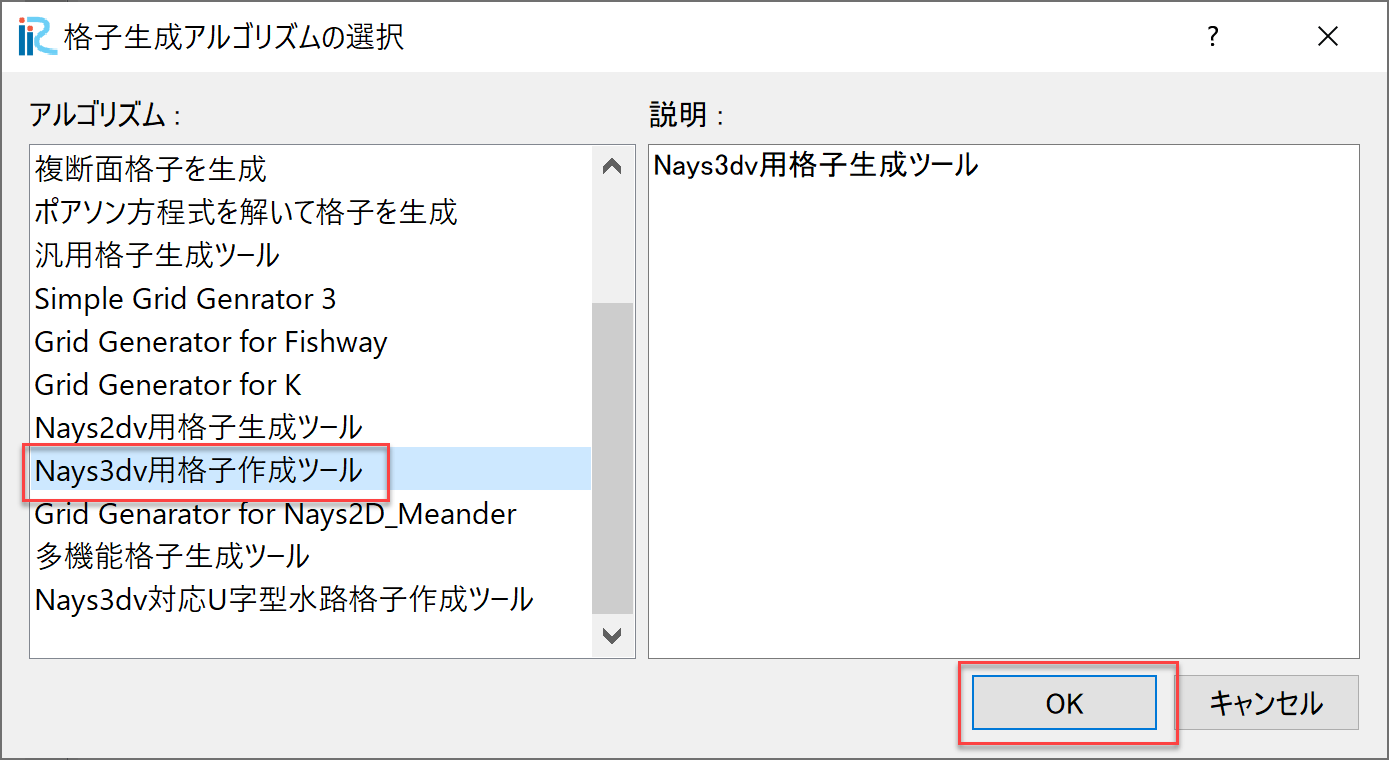 iRC 格子生成アルゴリズムの選択 ?
アルゴリズム :
複断面格子を生成
ポアソン方程式を解いて格子を生成
汎用格子生成ツール
Simple Grid Genrator 3
Grid Generator for Fishway
Grid Generator for K
Nays2dv用格子生成ツール
Nays3dv用格子作成ツール
Grid Genarator for Nays2D_Meander
多機能格子生成ツール
Nays3dv対応U字型水路格子作成ツール
説明 :
Nays3dv用格子生成ツール
OK
キャンセル